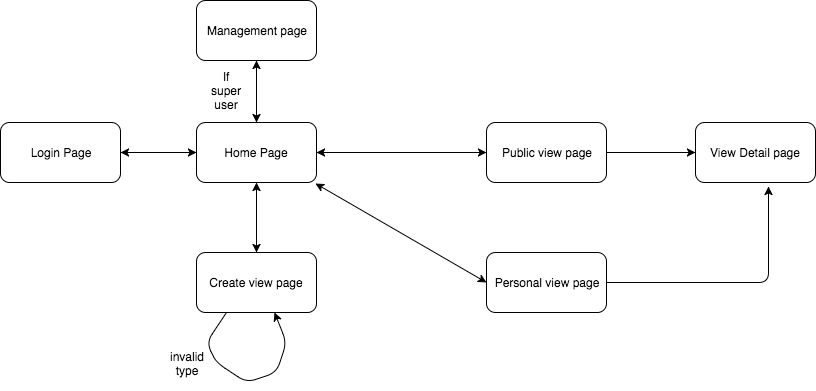 Management page
If
super
user
Login Page
Home Page
Public view page
View Detail page
Create view page
Personal view page
invalid
type